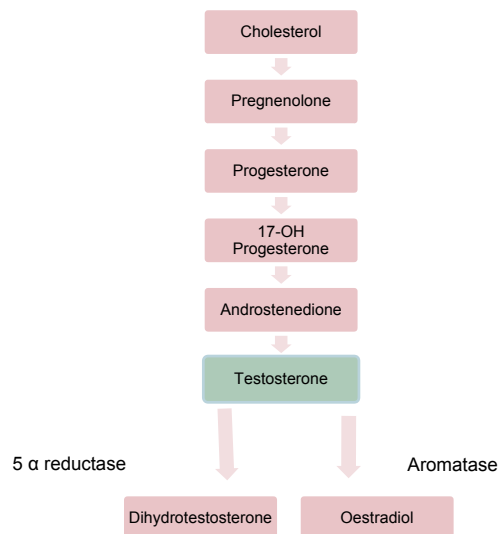 Cholesterol
Pregnenolone
Progesterone
17-OH
Progesterone
Androstenedione
Testosterone
5 α reductase
Aromatase
Dihydrotestosterone
Oestradiol